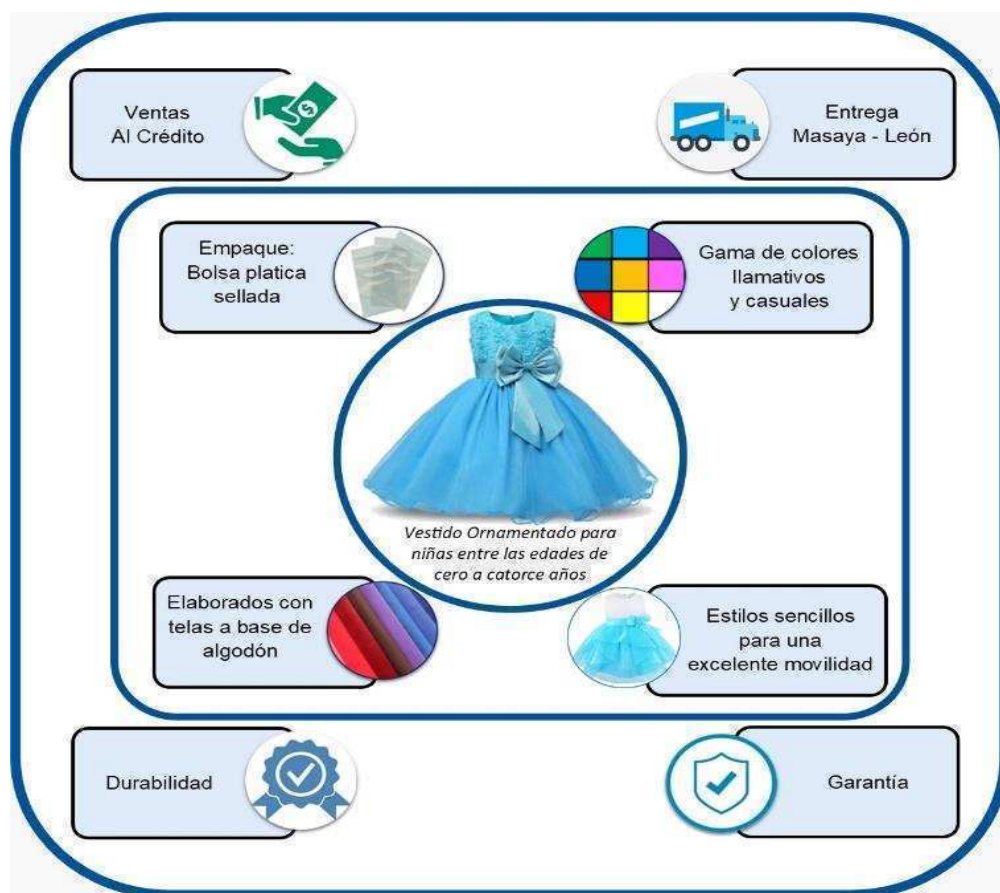 Ventas
Al Crédito
Entrega
Masaya - León
Empaque:
Bolsa platica
sellada
Gama de colores
llamativos
y casuales
Vestido Ornamentado para
niñas entre las edades de
cero a catorce años
Elaborados con
telas a base de
algodón
Estilos sencillos
para una
excelente movilidad
Durabilidad
Garantía